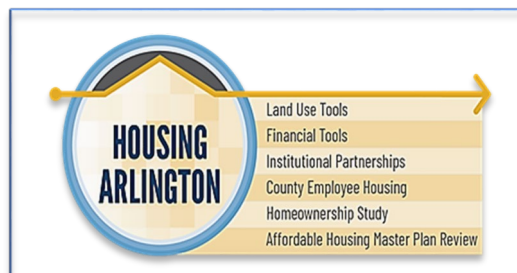 HOUSING
ARLINGTON
Land Use Tools
Financial Tools
Institutional Partnerships
County Employee Housing
Homeownership Study
Affordable Housing Master Plan Review